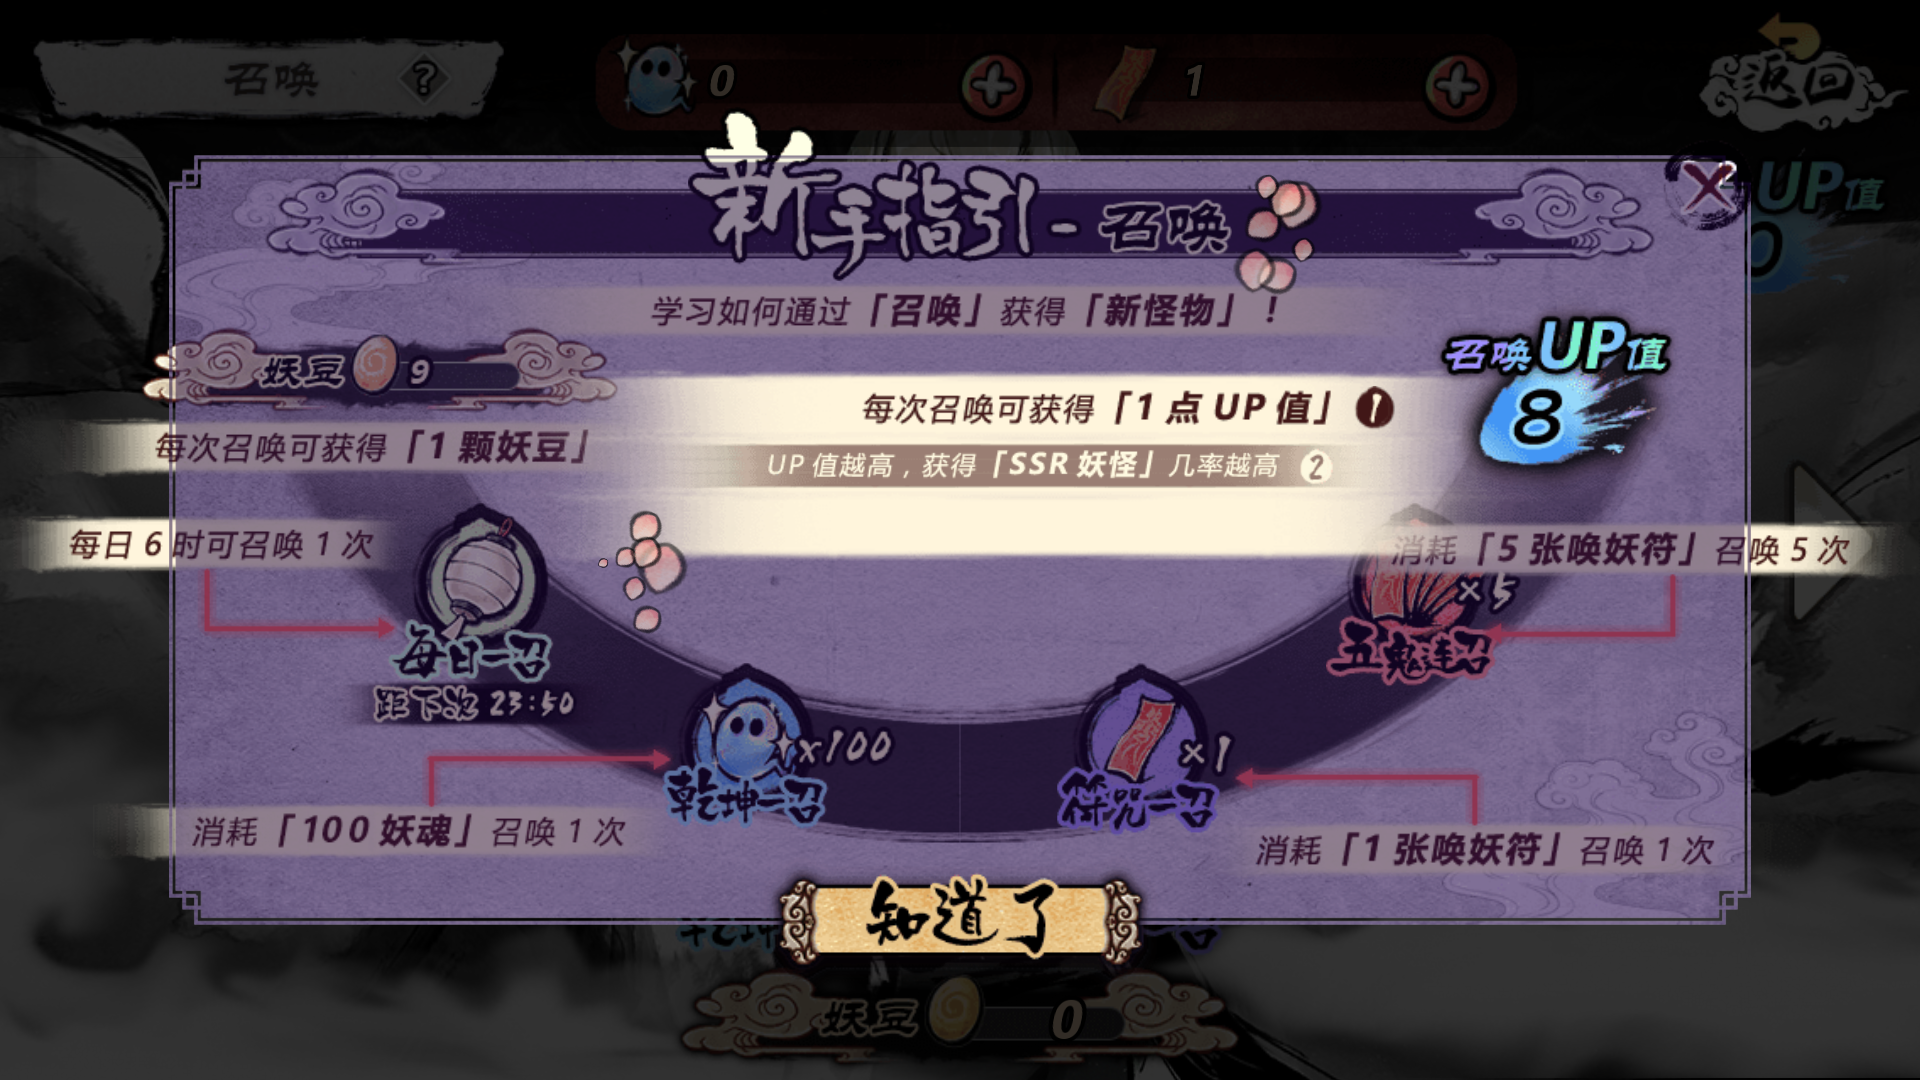 召唤 ?
0
1
返回
新手指引 - 召唤
UP值
0
学习如何通过「召唤」获得「新怪物」！
妖豆 9
召唤UP值
8
每次召唤可获得「1 点 UP 值」 1
每次召唤可获得「1 颗妖豆」
UP 值越高，获得「SSR 妖怪」几率越高 2
每日 6 时可召唤 1 次
消耗「5 张唤妖符」召唤 5 次
×5
每日一召
五鬼连召
距下次 23:50
x100
×1
乾坤一召
符咒一召
消耗「100 妖魂」召唤 1 次
消耗「1 张唤妖符」召唤 1 次
知道了
妖豆 0